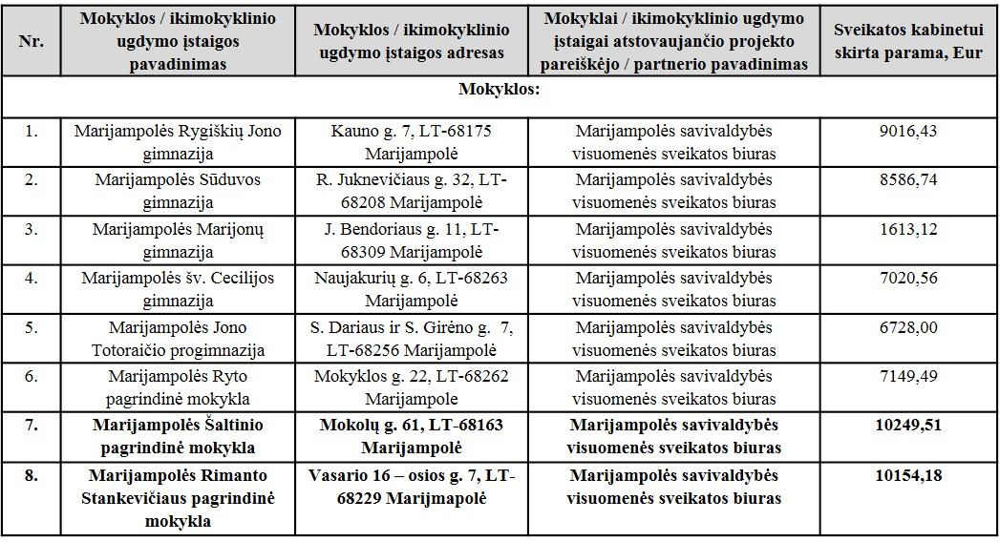 Nr.
Mokyklos / ikimokyklinio
ugdymo įstaigos
pavadinimas
Mokyklos / ikimokyklinio
ugdymo įstaigos adresas
Mokyklai / ikimokyklinio ugdymo
įstaigai atstovaujančio projekto
pareiškėjo / partnerio pavadinimas
Sveikatos kabinetui
skirta parama, Eur
Mokyklos:
1.
Marijampolės Rygiškių Jono
gimnazija
Kauno g. 7, LT-68175
Marijampolė
Marijampolės savivaldybės
visuomenės sveikatos biuras
9016,43
2.
Marijampolės Sūduvos
gimnazija
R. Juknevičiaus g. 32, LT-
68208 Marijampolė
Marijampolės savivaldybės
visuomenės sveikatos biuras
8586,74
3.
Marijampolės Marijonų
gimnazija
J. Bendoriaus g. 11, LT-
68309 Marijampolė
Marijampolės savivaldybės
visuomenės sveikatos biuras
1613,12
4.
Marijampolės šv. Cecilijos
gimnazija
Naujakurių g. 6, LT-68263
Marijampolė
Marijampolės savivaldybės
visuomenės sveikatos biuras
7020,56
5.
Marijampolės Jono
Totoraičio progimnazija
S. Dariaus ir S. Girėno g. 7,
LT-68256 Marijampolė
Marijampolės savivaldybės
visuomenės sveikatos biuras
6728,00
6.
Marijampolės Ryto
pagrindinė mokykla
Mokyklos g. 22, LT-68262
Marijampole
Marijampolės savivaldybės
visuomenės sveikatos biuras
7149,49
7.
Marijampolės Šaltinio
pagrindinė mokykla
Mokolų g. 61, LT-68163
Marijampolė
Marijampolės savivaldybės
visuomenės sveikatos biuras
10249,51
8.
Marijampolės Rimanto
Stankevičiaus pagrindinė
mokykla
Vasario 16 – osios g. 7, LT-
68229 Marijmapolė
Marijampolės savivaldybės
visuomenės sveikatos biuras
10154,18